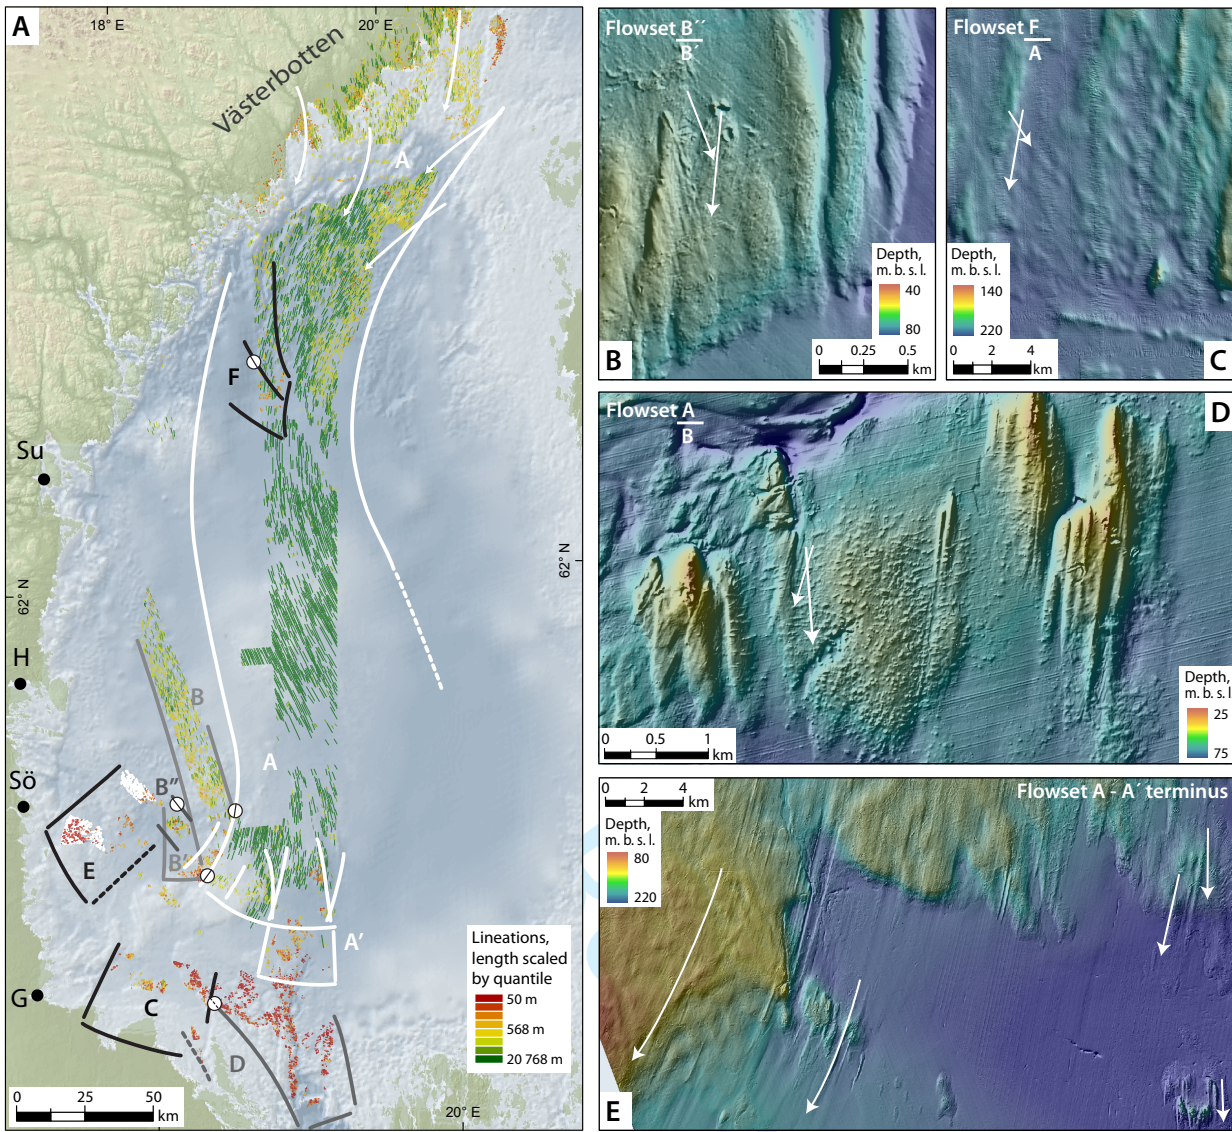 A
18° E
20° E
Västerbotten
A
F
Su
62° N
62° N
H
B
A
Sö
B″
E
B′
A′
G
C
D
Lineations,
length scaled
by quantile
50 m
568 m
20 768 m
0 25 50
km
20° E
Flowset B″
B′
Depth,
m. b. s. l.
40
80
0 0.25 0.5
km
B
Flowset F
A
Depth,
m. b. s. l.
140
220
0 2 4
km
C
Flowset A
B
D
Depth,
m. b. s. l
25
75
0 0.5 1
km
0 2 4
km
Flowset A - A′ terminus
Depth,
m. b. s. l.
80
220
E